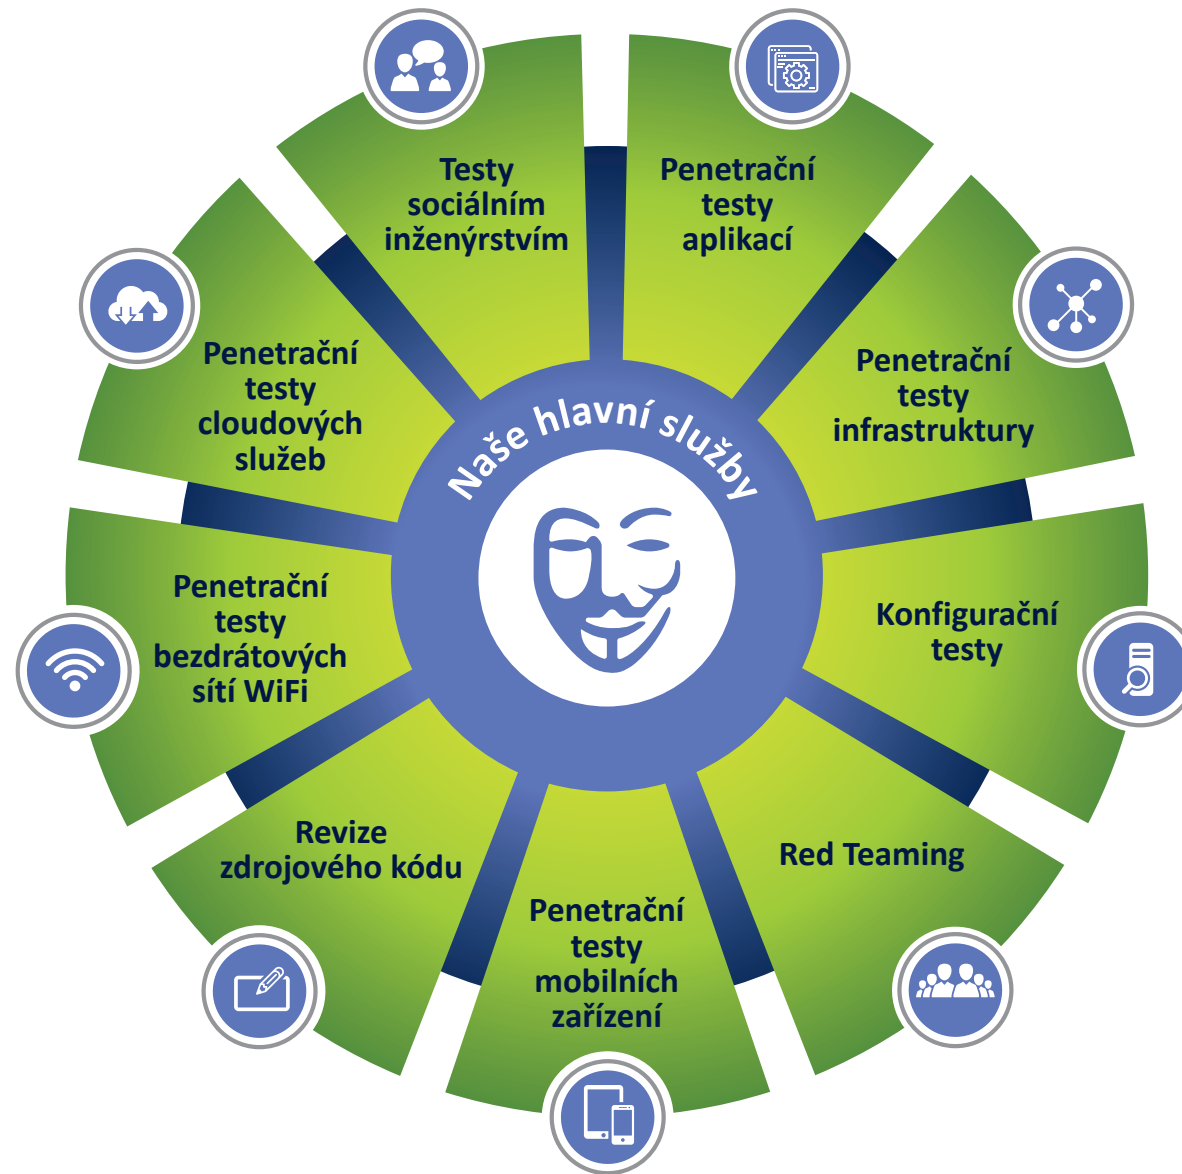 Naše hlavní služby
Penetrační
testy
aplikací
Penetrační
testy
infrastruktury
Konfigurační
testy
Red Teaming
Penetrační
testy
mobilních
zařízení
Revize
zdrojového kódu
Penetrační
testy
bezdrátových
sítí WiFi
Penetrační
testy
cloudových
služeb
Testy
sociálním
inženýrstvím